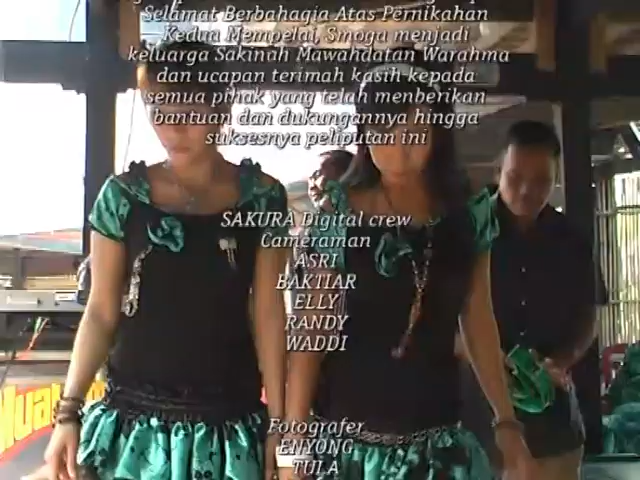 Selamat Berbahagia Atas Pernikahan
Kedua Mempelai, Smoga menjadi
keluarga Sakinah Mawahdatan Warahma
dan ucapan terimah kasih kepada
semua pihak yang telah menberikan
bantuan dan dukungannya hingga
suksesnya peliputan ini
SAKURA Digital crew
Cameraman
ASRI
BAKTIAR
ELLY
RANDY
WADDI
Fotografer
ENYONG
TULA